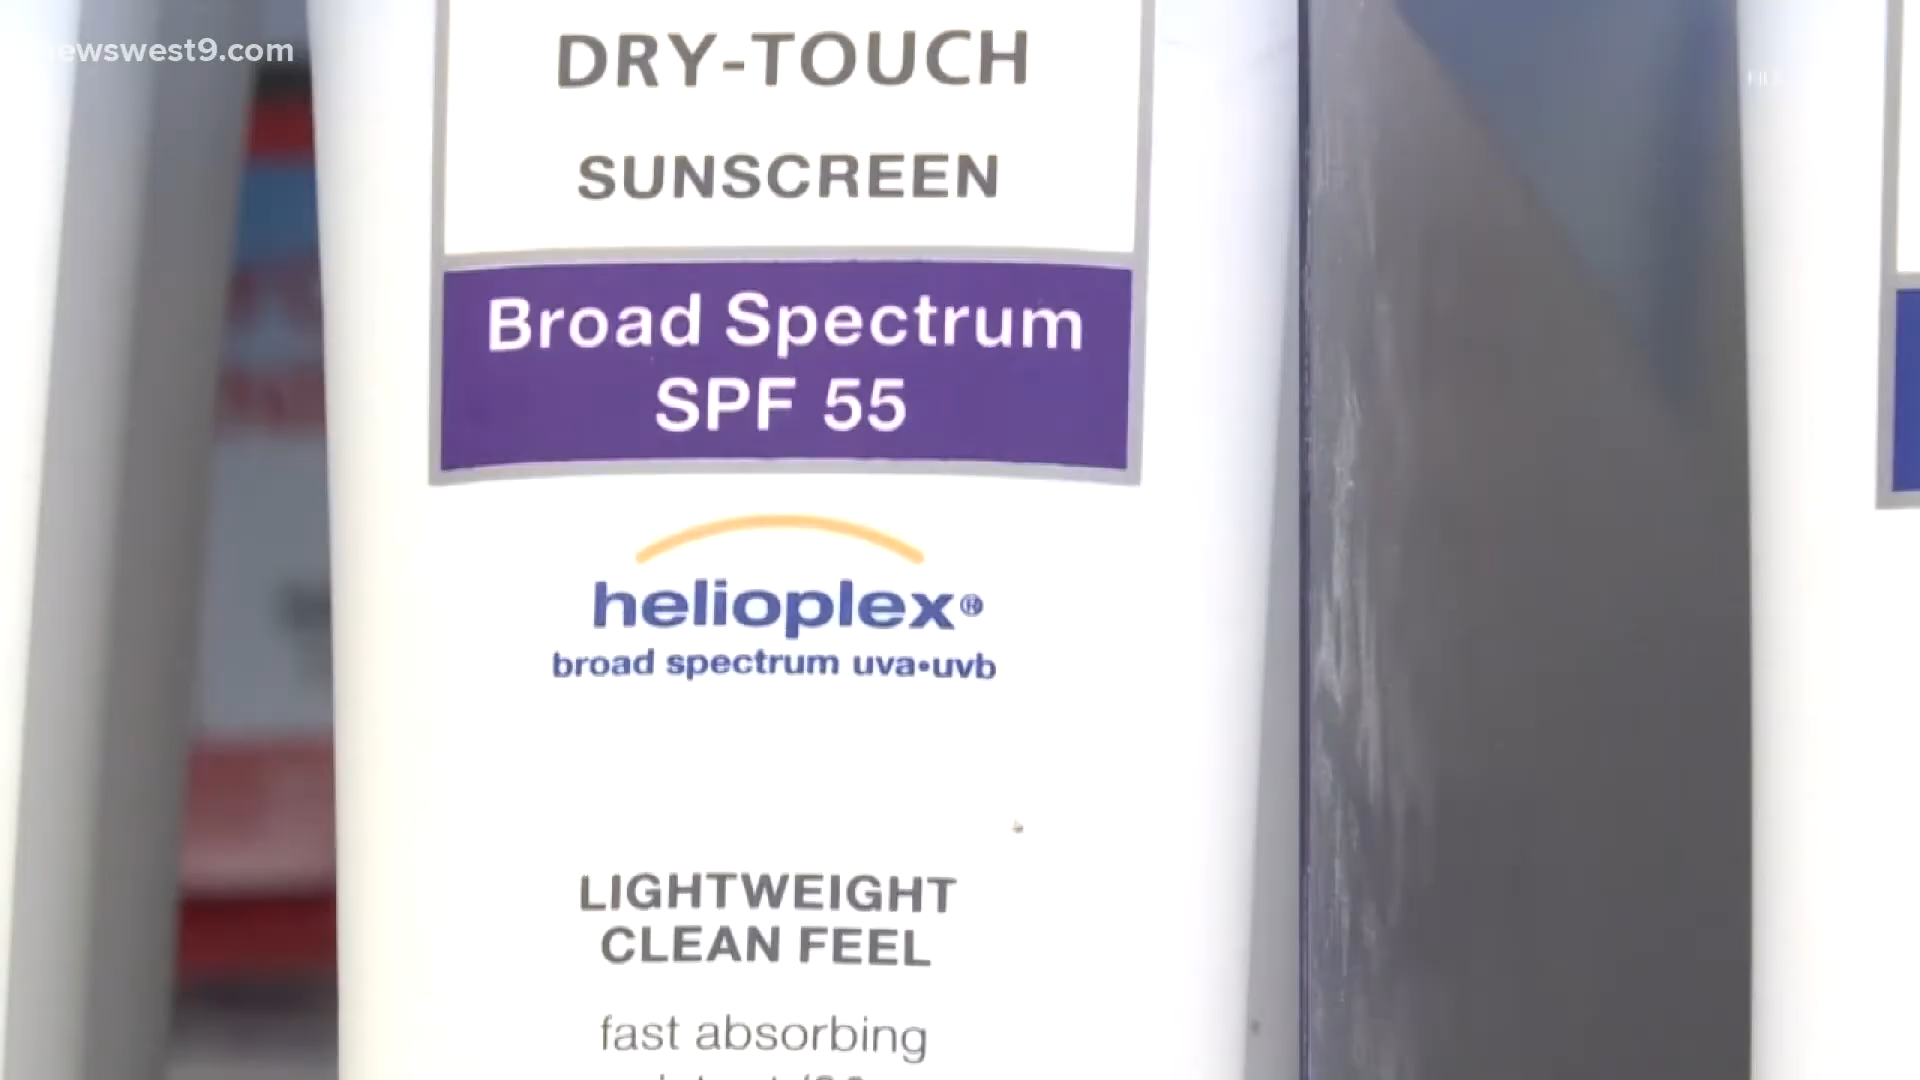 newswest9.com
DRY-TOUCH
SUNSCREEN
Broad Spectrum
SPF 55
helioplex®
broad spectrum uva•uvb
LIGHTWEIGHT
CLEAN FEEL
fast absorbing